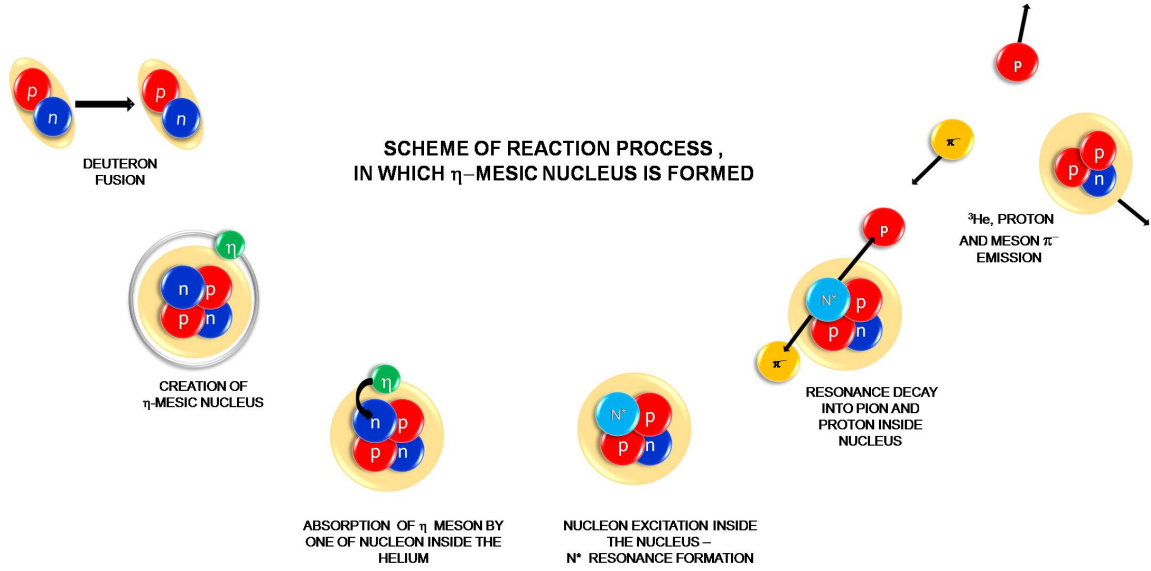 p
n
p
n
DEUTERON
FUSION
SCHEME OF REACTION PROCESS ,
IN WHICH η–MESIC NUCLEUS IS FORMED
η
n
p
p
n
CREATION OF
η-MESIC NUCLEUS
η
n
p
p
n
ABSORPTION OF η MESON BY
ONE OF NUCLEON INSIDE THE
HELIUM
N*
p
p
n
NUCLEON EXCITATION INSIDE
THE NUCLEUS –
N* RESONANCE FORMATION
p
N*
p
p
n
π⁻
RESONANCE DECAY
INTO PION AND
PROTON INSIDE
NUCLEUS
p
π⁻
p
p
n
³He, PROTON
AND MESON π⁻
EMISSION